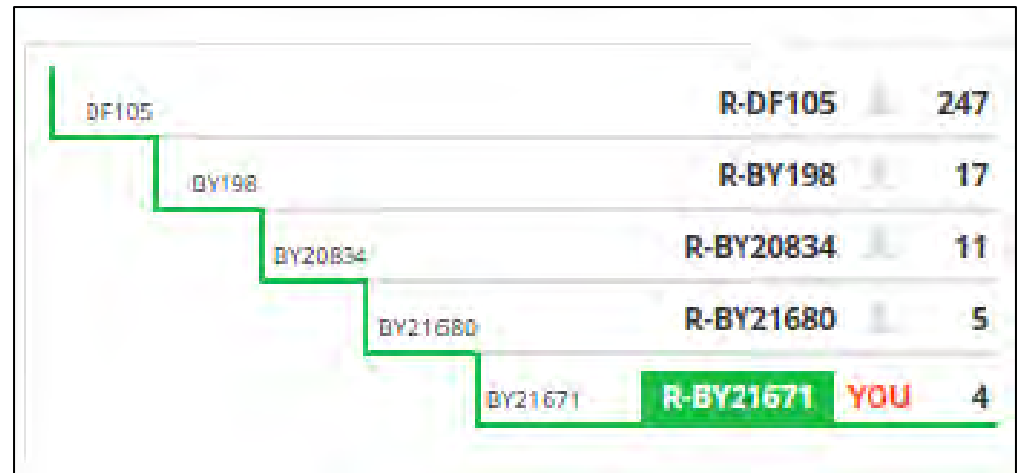 DF105 R-DF105 247
BY198 R-BY198 17
BY20834 R-BY20834 11
BY21680 R-BY21680 5
BY21671 R-BY21671 YOU 4